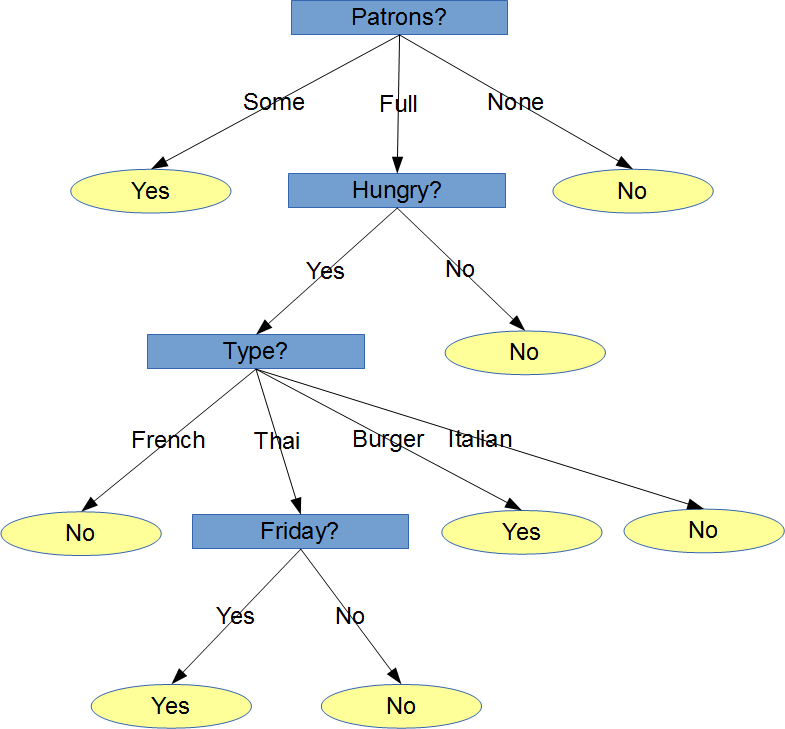 Patrons?
Some Full None
Yes Hungry? No
Yes No
Type? No
French Thai Burger Italian
No Friday? Yes No
Yes No
Yes No